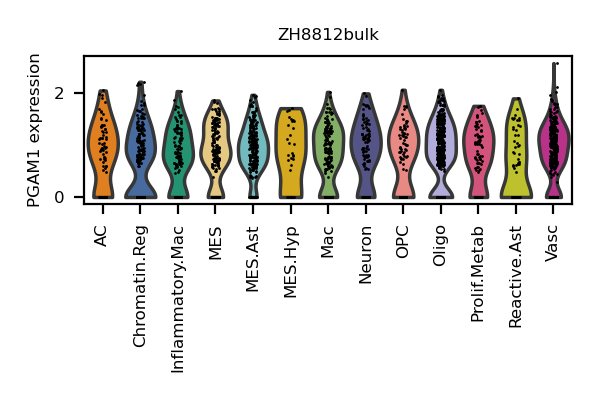 ZH8812bulk
PGAM1 expression
2
0
AC
Chromatin.Reg
Inflammatory.Mac
MES
MES.Ast
MES.Hyp
Mac
Neuron
OPC
Oligo
Prolif.Metab
Reactive.Ast
Vasc